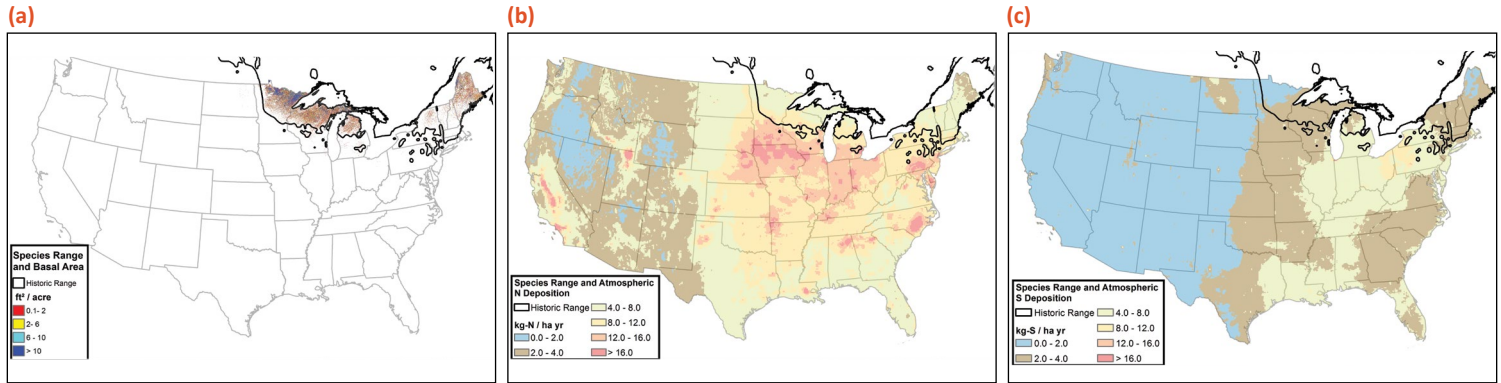 (a)
(b)
(c)
Species Range
and Basal Area
Historic Range
ft² / acre
0.1- 2
2- 6
6 - 10
> 10
Species Range and Atmospheric
N Deposition
Historic Range
kg-N / ha yr
0.0 - 2.0
2.0 - 4.0
4.0 - 8.0
8.0 - 12.0
12.0 - 16.0
> 16.0
Species Range and Atmospheric
S Deposition
Historic Range
kg-S / ha yr
0.0 - 2.0
2.0 - 4.0
4.0 - 8.0
8.0 - 12.0
12.0 - 16.0
> 16.0